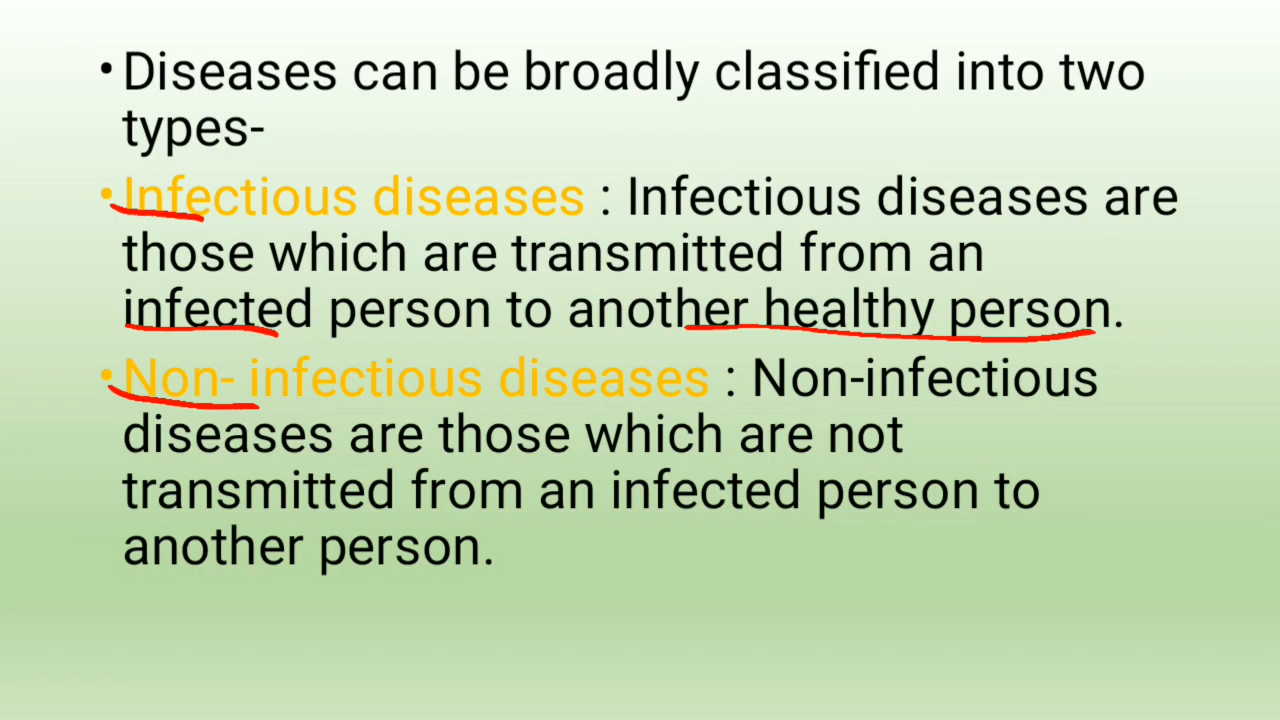 • Diseases can be broadly classified into two
types-
• Infectious diseases : Infectious diseases are
those which are transmitted from an
infected person to another healthy person.
• Non- infectious diseases : Non-infectious
diseases are those which are not
transmitted from an infected person to
another person.